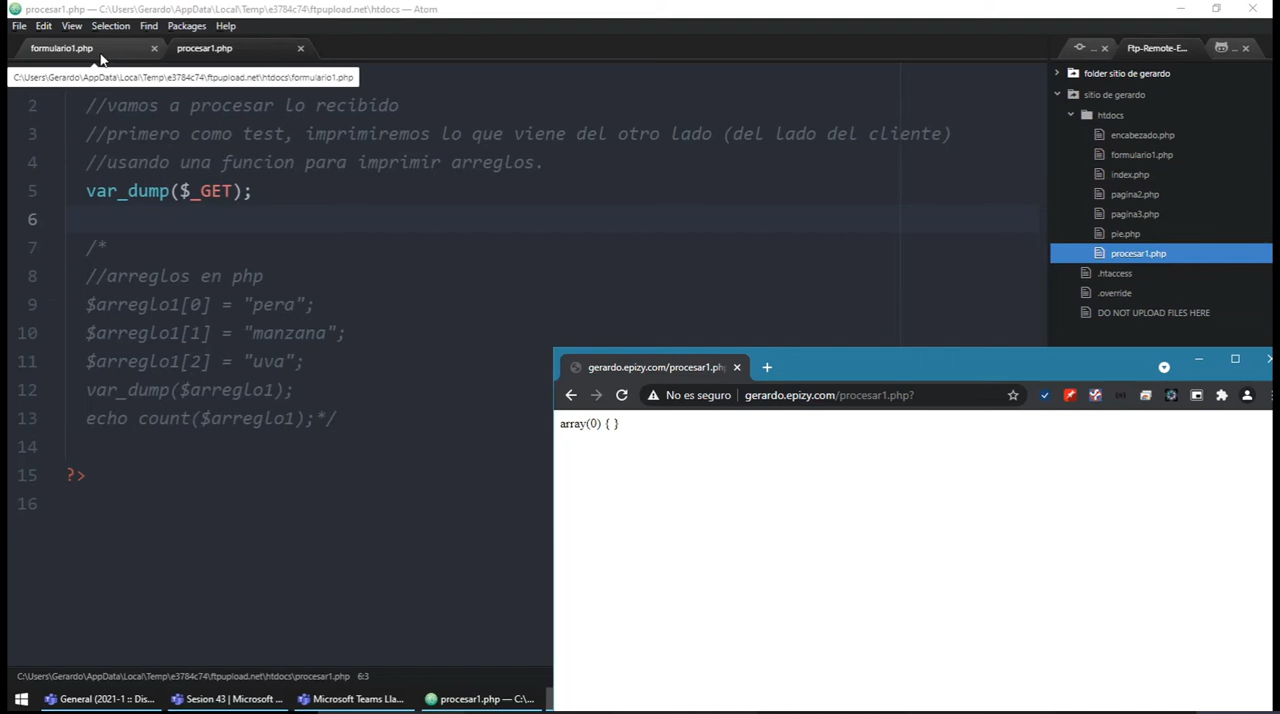 procesar1.php — C:\Users\Gerardo\AppData\Local\Temp\e3784c74\ftpupload.net\htdocs — Atom
File Edit View Selection Find Packages Help
formulario1.php procesar1.php
C:\Users\Gerardo\AppData\Local\Temp\e3784c74\ftpupload.net\htdocs\formulario1.php
2 //vamos a procesar lo recibido
3 //primero como test, imprimiremos lo que viene del otro lado (del lado del cliente)
4 //usando una funcion para imprimir arreglos.
5 var_dump($_GET);
6
7 /*
8 //arreglos en php
9 $arreglo1[0] = "pera";
10 $arreglo1[1] = "manzana";
11 $arreglo1[2] = "uva";
12 var_dump($arreglo1);
13 echo count($arreglo1);*/
14
15 ?>
16
... Ftp-Remote-E... ...
folder sitio de gerardo
sitio de gerardo
htdocs
encabezado.php
formulario1.php
index.php
pagina2.php
pagina3.php
pie.php
procesar1.php
.htaccess
.override
DO NOT UPLOAD FILES HERE
gerardo.epizy.com/procesar1.ph
No es seguro gerardo.epizy.com/procesar1.php?
array(0) { }
C:\Users\Gerardo\AppData\Local\Temp\e3784c74\ftpupload.net\htdocs\procesar1.php 6:3
General (2021-1 :: Dis... Sesion 43 | Microsoft ... Microsoft Teams Lla... procesar1.php — C:\...